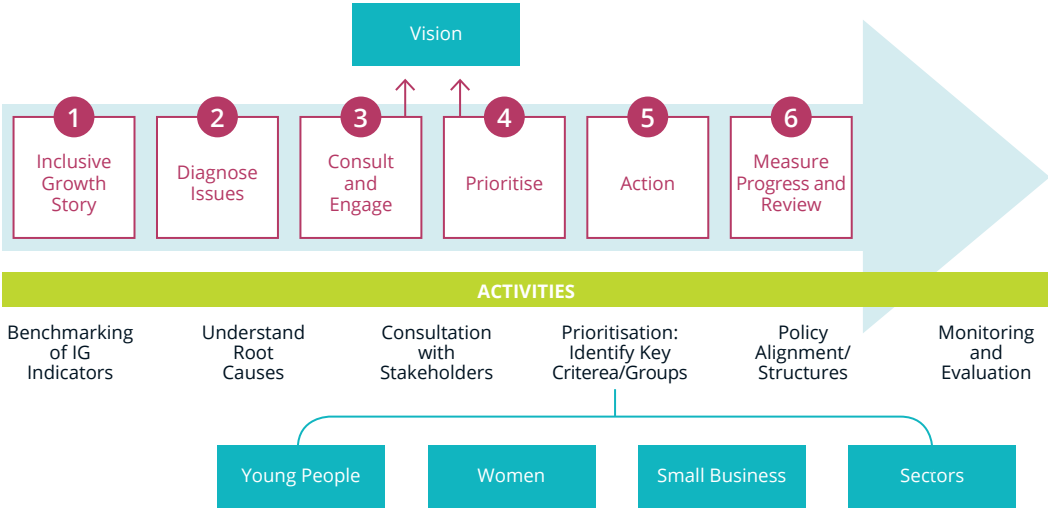 Vision
1
Inclusive
Growth
Story
2
Diagnose
Issues
3
Consult
and
Engage
4
Prioritise
5
Action
6
Measure
Progress and
Review
ACTIVITIES
Benchmarking
of IG
Indicators
Understand
Root
Causes
Consultation
with
Stakeholders
Prioritisation:
Identify Key
Criterea/Groups
Policy
Alignment/
Structures
Monitoring
and
Evaluation
Young People
Women
Small Business
Sectors